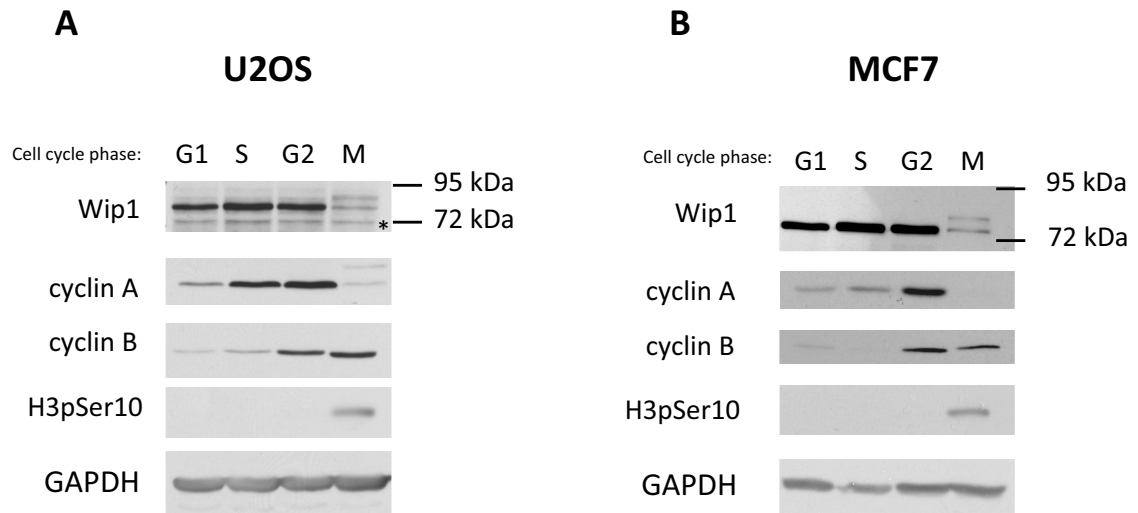 A
U2OS
Cell cycle phase: G1 S G2 M
95 kDa
Wip1
72 kDa
*
cyclin A
cyclin B
H3pSer10
GAPDH
B
MCF7
Cell cycle phase: G1 S G2 M
95 kDa
Wip1
72 kDa
cyclin A
cyclin B
H3pSer10
GAPDH